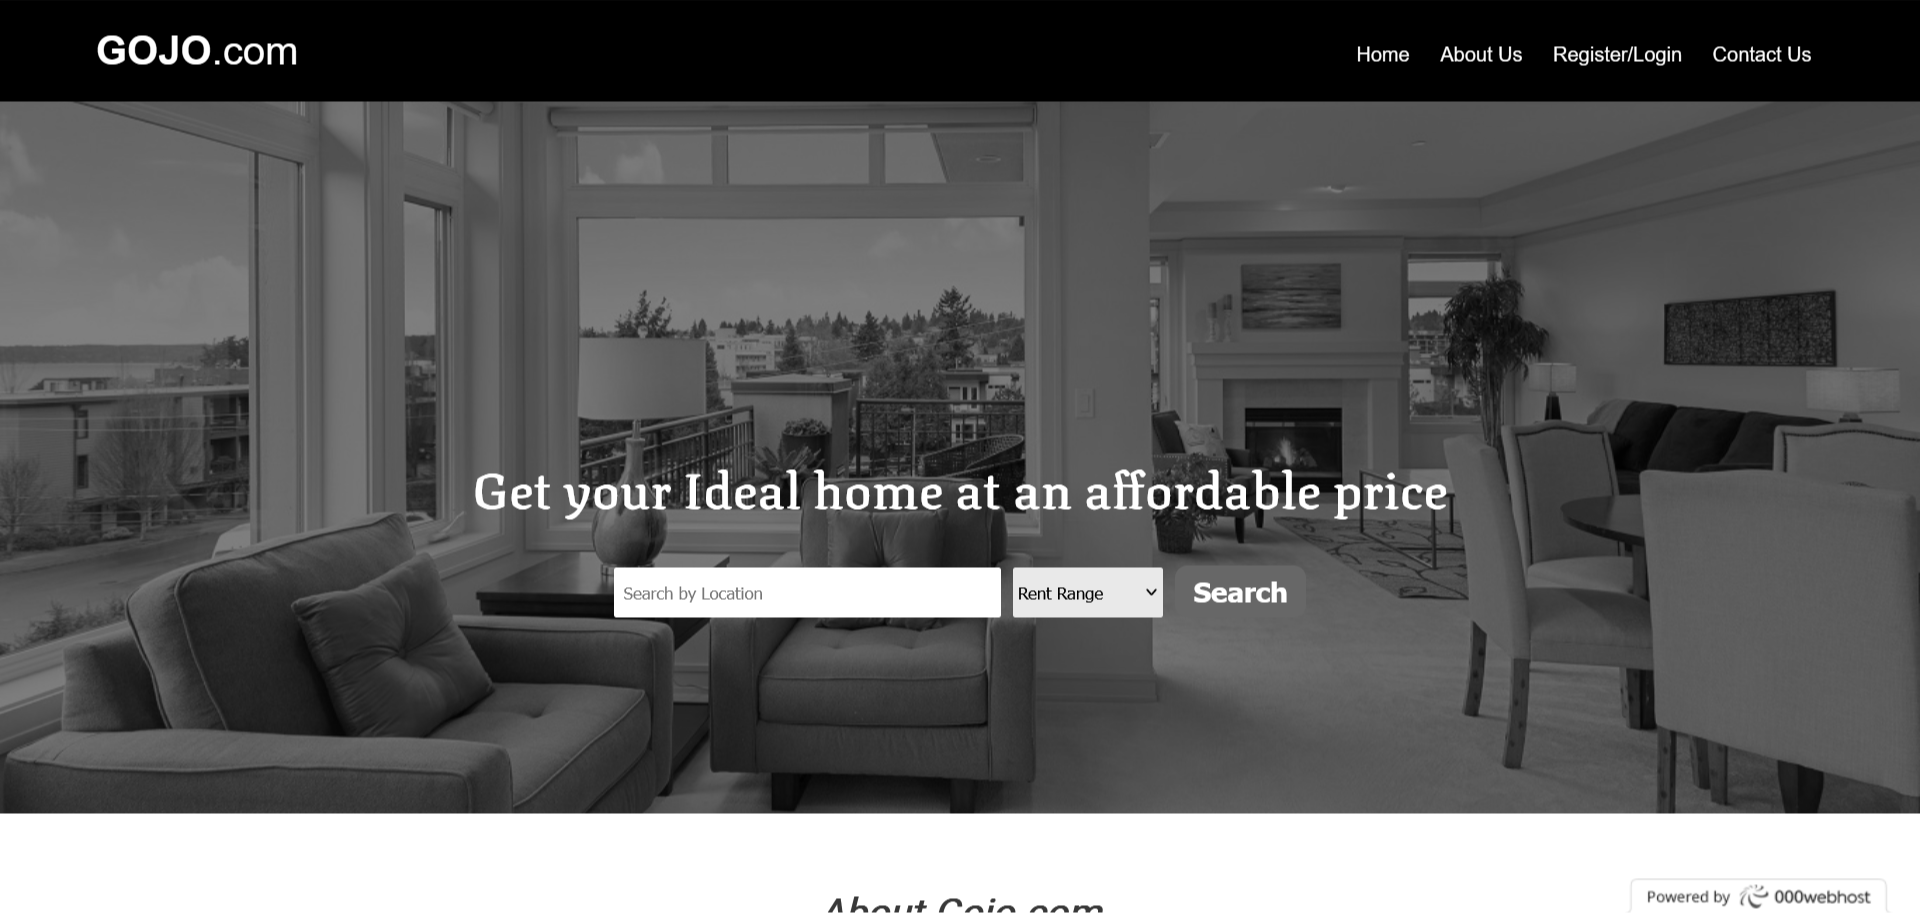 GOJO.com
Home About Us Register/Login Contact Us
Get your Ideal home at an affordable price
Search by Location Rent Range Search
About Gojo.com
Powered by 000webhost